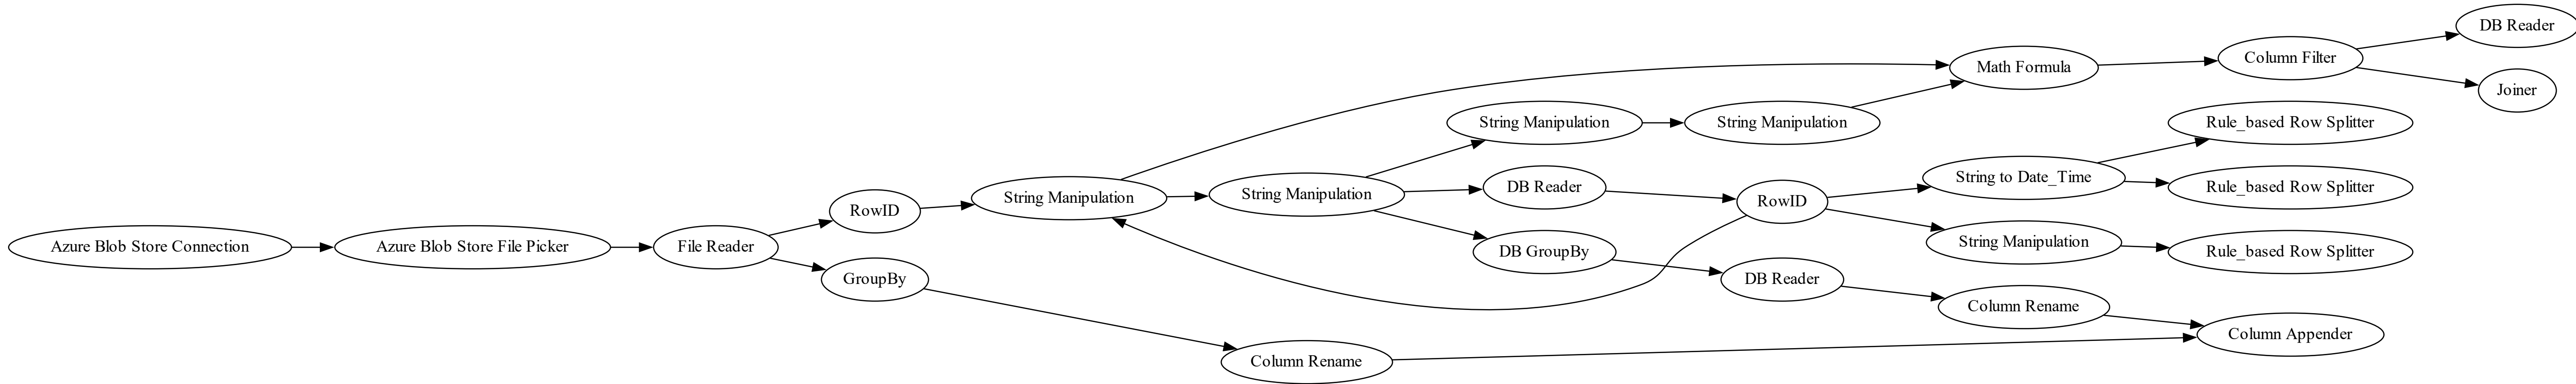 DB Reader
Column Filter
Math Formula
Joiner
String Manipulation
String Manipulation
Rule_based Row Splitter
String to Date_Time
DB Reader
Rule_based Row Splitter
String Manipulation
String Manipulation
RowID
RowID
Azure Blob Store Connection
Azure Blob Store File Picker
File Reader
DB GroupBy
String Manipulation
Rule_based Row Splitter
GroupBy
DB Reader
Column Rename
Column Appender
Column Rename